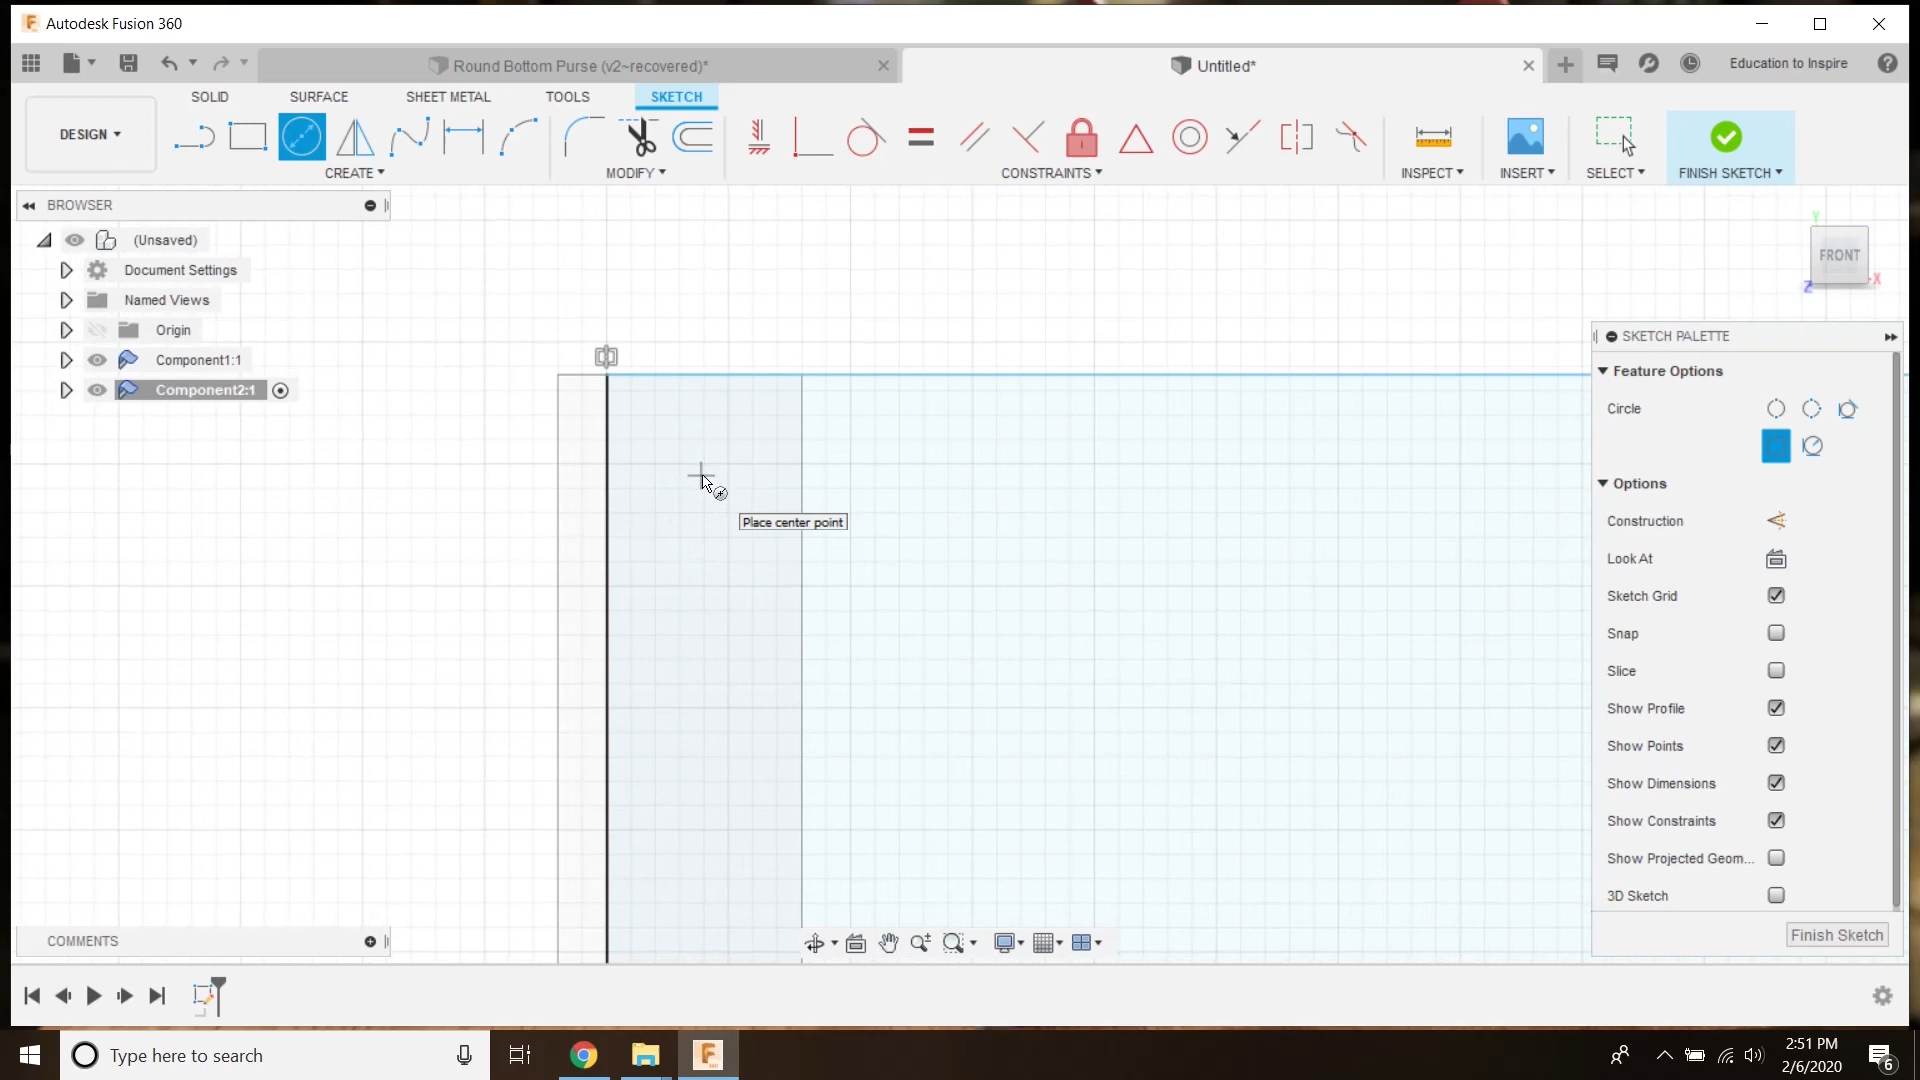 Autodesk Fusion 360
Round Bottom Purse (v2~recovered)*
Untitled*
Education to Inspire
SOLID SURFACE SHEET METAL TOOLS SKETCH
DESIGN
CREATE MODIFY CONSTRAINTS INSPECT INSERT SELECT FINISH SKETCH
BROWSER
(Unsaved)
Document Settings
Named Views
Origin
Component1:1
Component2:1
Y
FRONT
X
Z
Place center point
SKETCH PALETTE
Feature Options
Circle
Options
Construction
Look At
Sketch Grid
Snap
Slice
Show Profile
Show Points
Show Dimensions
Show Constraints
Show Projected Geom...
3D Sketch
Finish Sketch
COMMENTS
Type here to search
2:51 PM
2/6/2020
6